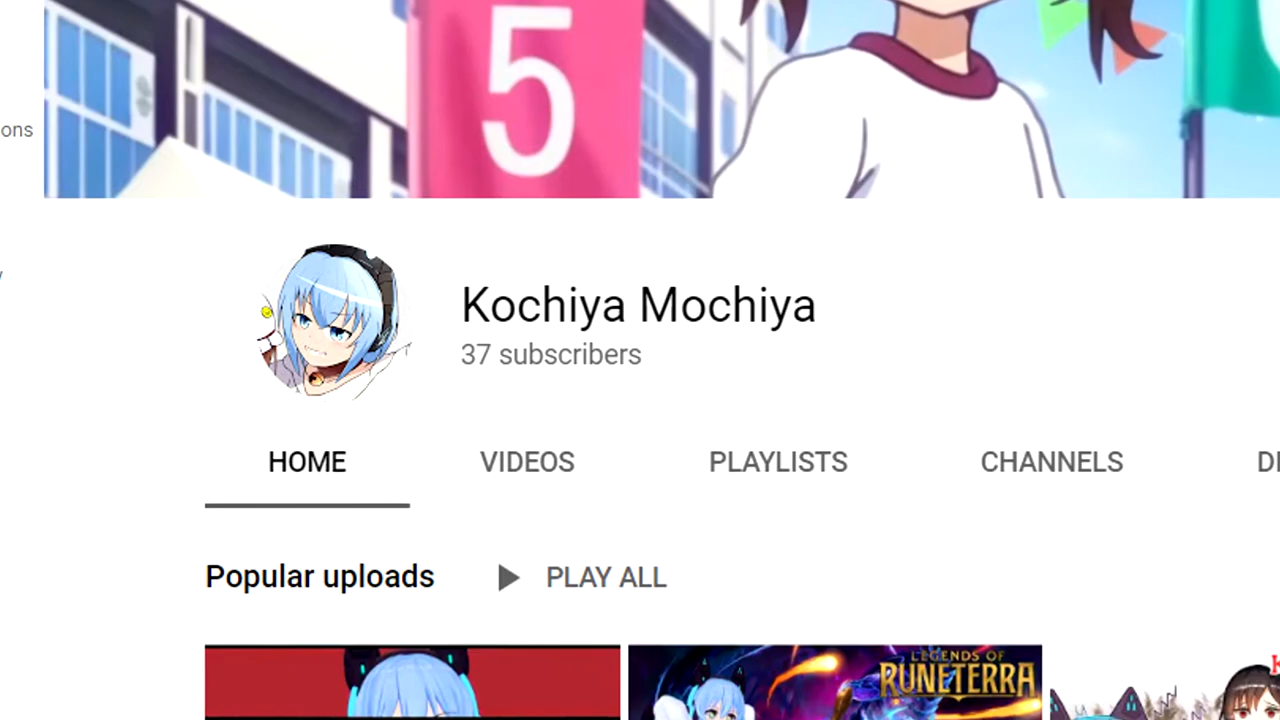 5
ons
Kochiya Mochiya
37 subscribers
HOME VIDEOS PLAYLISTS CHANNELS
Popular uploads PLAY ALL
LEGENDS OF
RUNETERRA